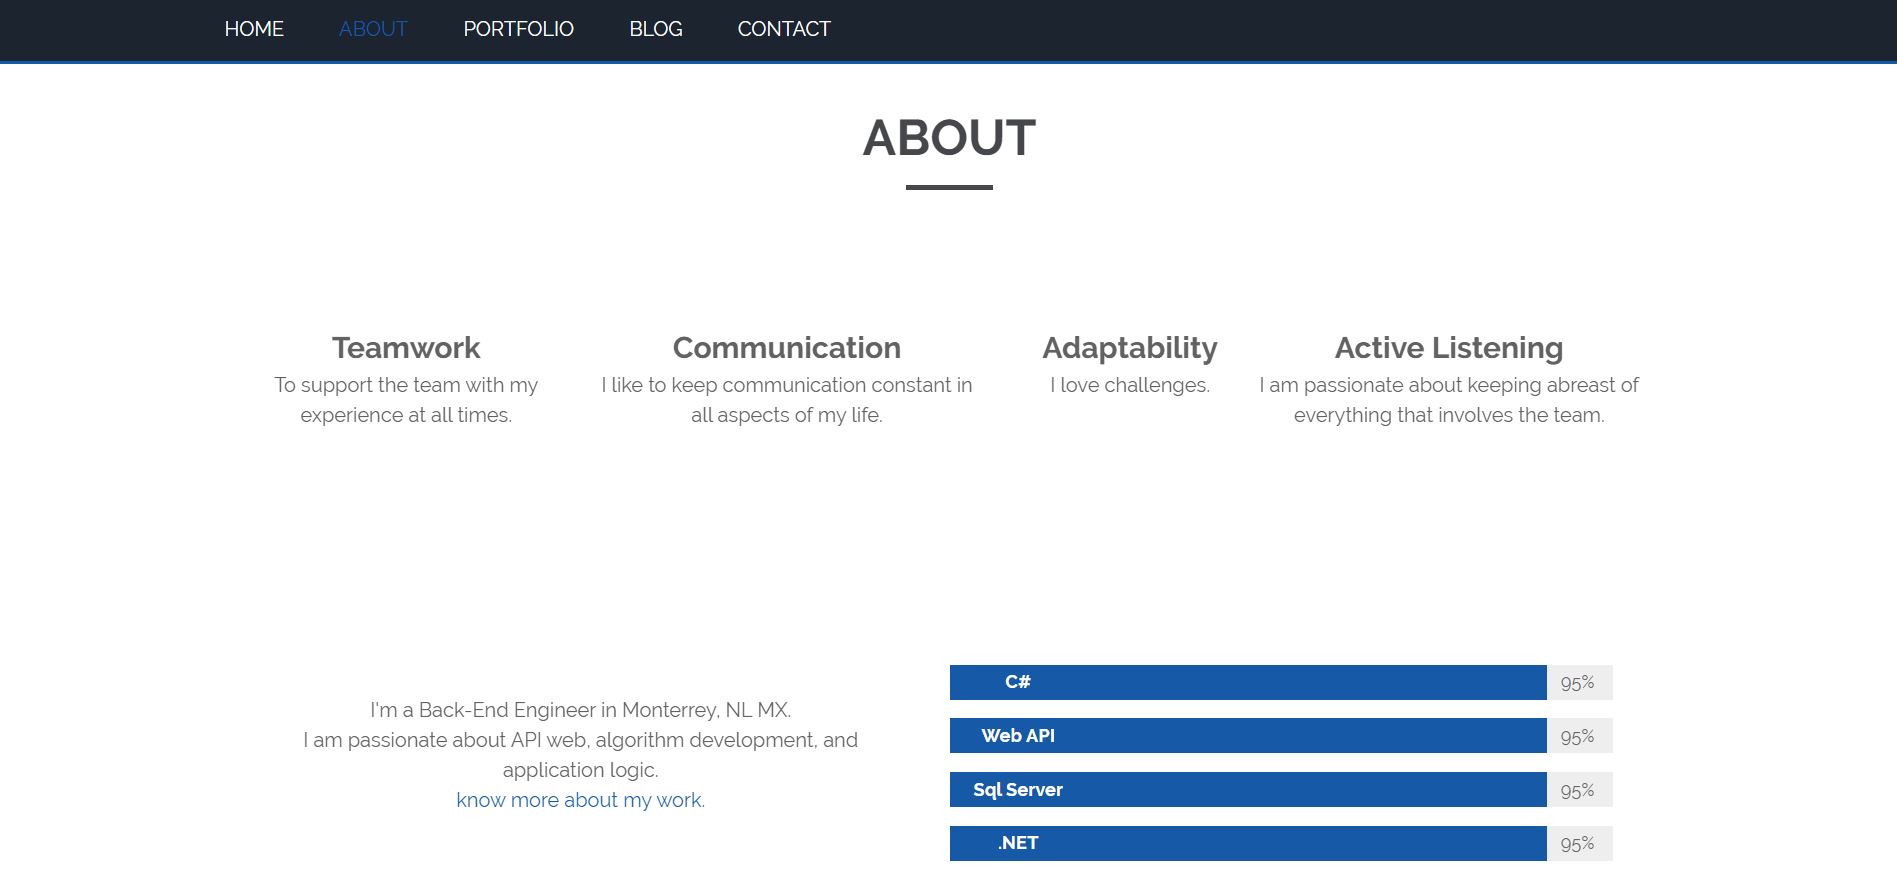 HOME ABOUT PORTFOLIO BLOG CONTACT
ABOUT
Teamwork
To support the team with my
experience at all times.
Communication
I like to keep communication constant in
all aspects of my life.
Adaptability
I love challenges.
Active Listening
I am passionate about keeping abreast of
everything that involves the team.
I'm a Back-End Engineer in Monterrey, NL MX.
I am passionate about API web, algorithm development, and
application logic.
know more about my work.
C# 95%
Web API 95%
Sql Server 95%
.NET 95%